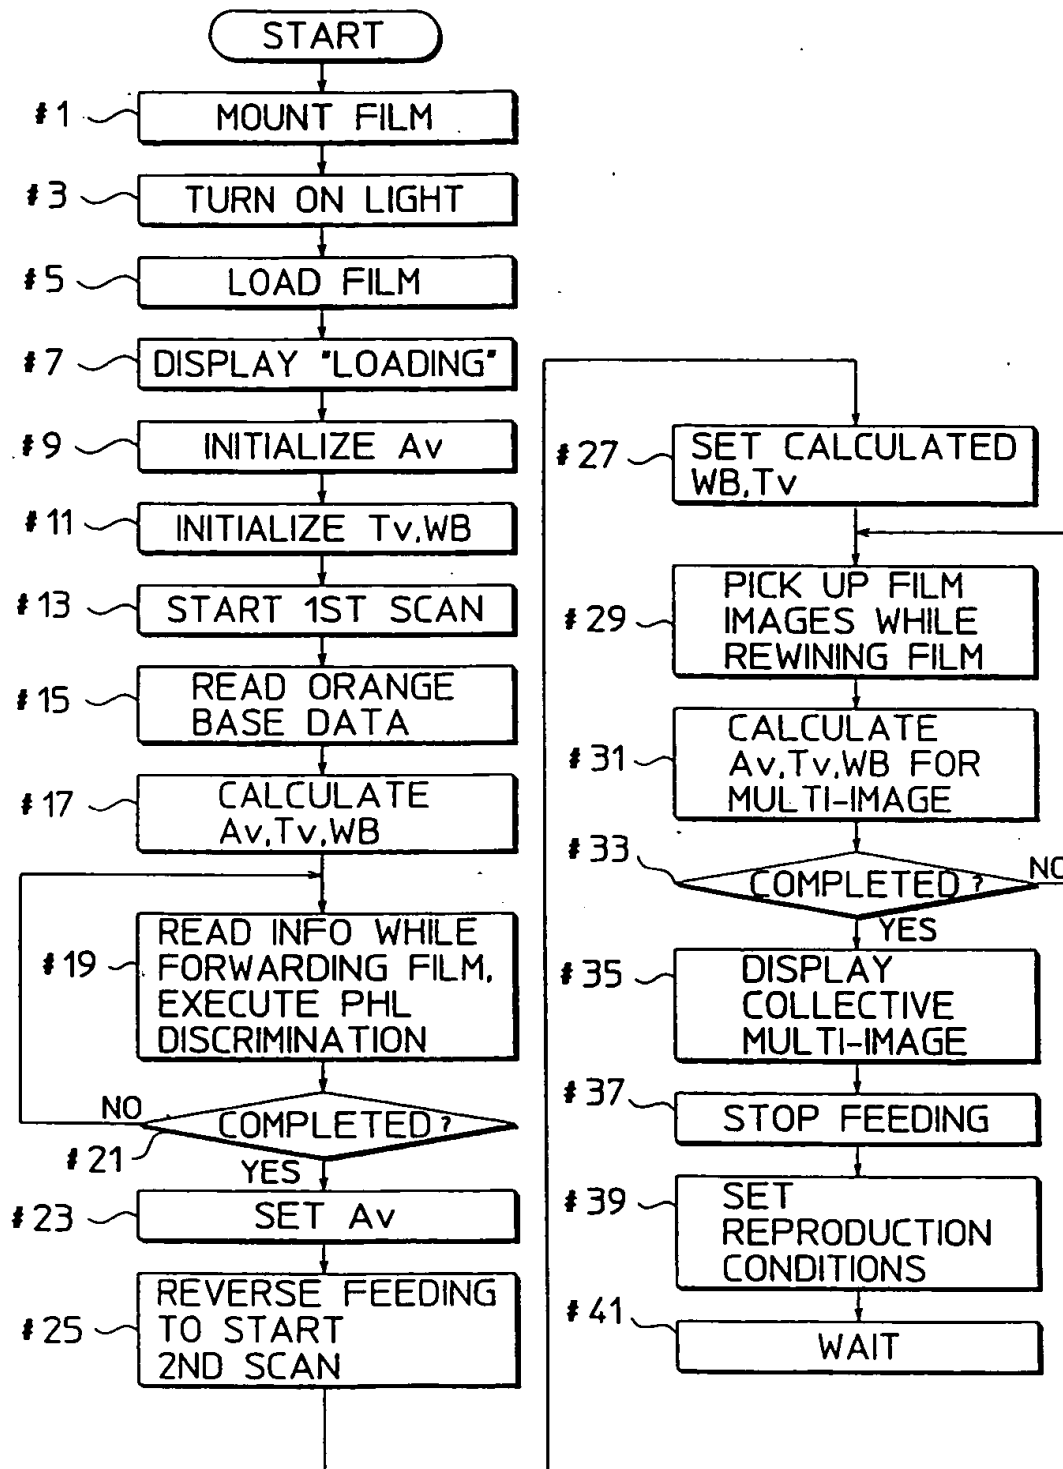 START
#1
MOUNT FILM
#3
TURN ON LIGHT
#5
LOAD FILM
#7
DISPLAY "LOADING"
#9
INITIALIZE Av
#11
INITIALIZE Tv,WB
#13
START 1ST SCAN
#15
READ ORANGE
BASE DATA
#17
CALCULATE
Av,Tv,WB
#19
READ INFO WHILE
FORWARDING FILM,
EXECUTE PHL
DISCRIMINATION
NO
COMPLETED?
#21
YES
#23
SET Av
#25
REVERSE FEEDING
TO START
2ND SCAN
#27
SET CALCULATED
WB,Tv
#29
PICK UP FILM
IMAGES WHILE
REWINING FILM
#31
CALCULATE
Av,Tv,WB FOR
MULTI-IMAGE
#33
COMPLETED?
NO
YES
#35
DISPLAY
COLLECTIVE
MULTI-IMAGE
#37
STOP FEEDING
#39
SET
REPRODUCTION
CONDITIONS
#41
WAIT